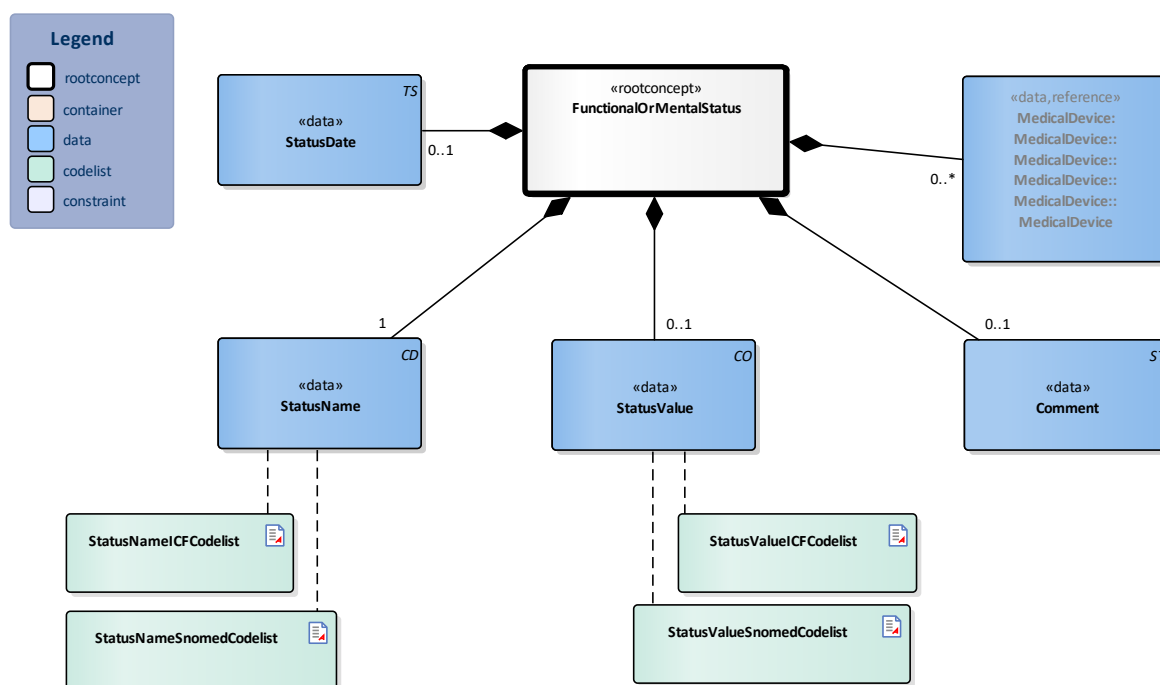 Legend
rootconcept
container
data
codelist
constraint
TS
«data»
StatusDate
0..1
«rootconcept»
FunctionalOrMentalStatus
«data,reference»
MedicalDevice:
MedicalDevice::
MedicalDevice::
MedicalDevice::
MedicalDevice::
MedicalDevice
0..*
1
0..1
0..1
CD
«data»
StatusName
CO
«data»
StatusValue
ST
«data»
Comment
StatusNameICFCodelist
StatusValueICFCodelist
StatusNameSnomedCodelist
StatusValueSnomedCodelist